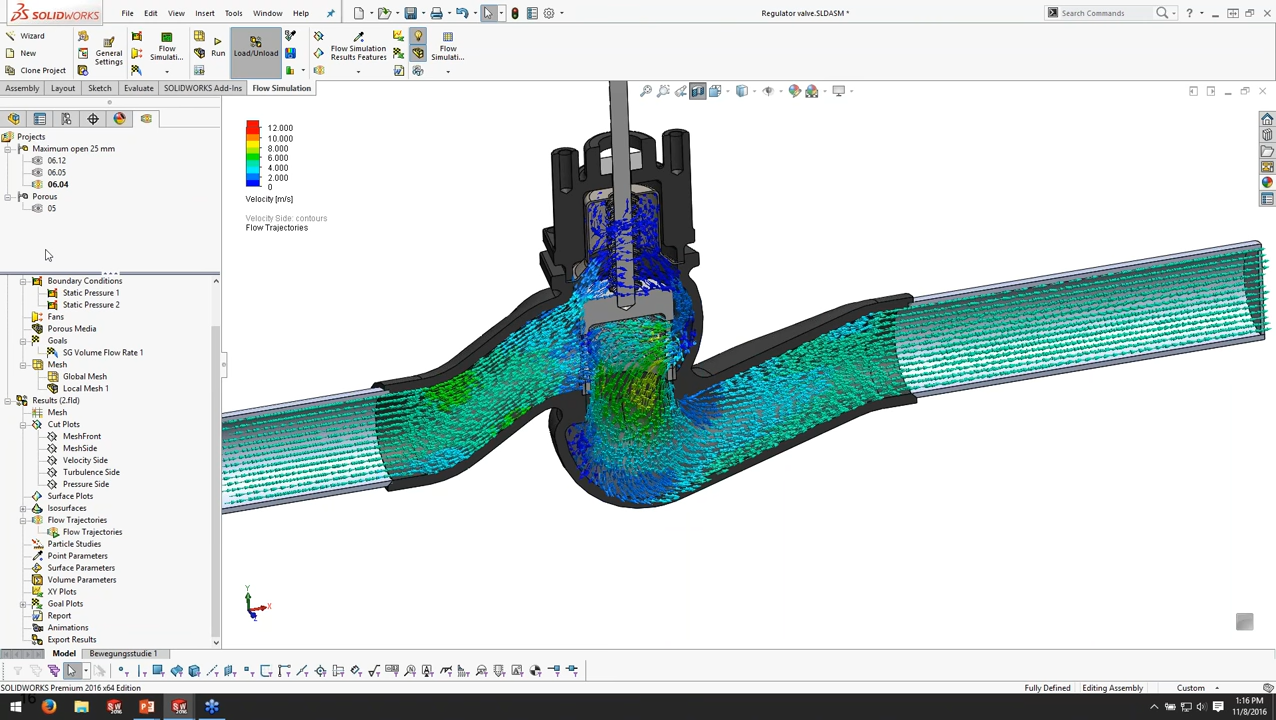 SOLIDWORKS
File
Edit
View
Insert
Tools
Window
Help
Regulator valve.SLDASM *
Search Commands
?
Wizard
New
Clone Project
General
Settings
Flow
Simulati...
Run
Load/Unload
Flow Simulation
Results Features
Flow
Simulati...
Assembly
Layout
Sketch
Evaluate
SOLIDWORKS Add-Ins
Flow Simulation
Projects
Maximum open 25 mm
06.12
06.05
06.04
Porous
05
Boundary Conditions
Static Pressure 1
Static Pressure 2
Fans
Porous Media
Goals
SG Volume Flow Rate 1
Mesh
Global Mesh
Local Mesh 1
Results (2.fld)
Mesh
Cut Plots
MeshFront
MeshSide
Velocity Side
Turbulence Side
Pressure Side
Surface Plots
Isosurfaces
Flow Trajectories
Flow Trajectories
Particle Studies
Point Parameters
Surface Parameters
Volume Parameters
XY Plots
Goal Plots
Report
Animations
Export Results
12.000
10.000
8.000
6.000
4.000
2.000
0
Velocity [m/s]
Velocity Side: contours
Flow Trajectories
Y
X
Z
Model
Bewegungsstudie 1
SOLIDWORKS Premium 2016 x64 Edition
Fully Defined
Editing Assembly
Custom
16
1:16 PM
11/8/2016